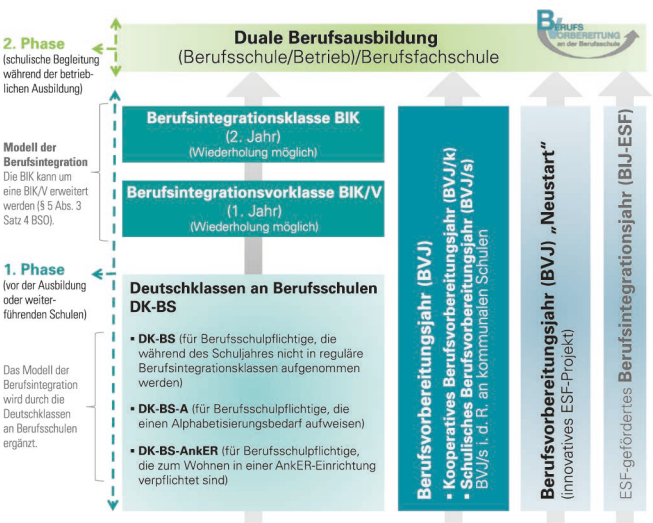 2. Phase
(schulische Begleitung
während der betrieb-
lichen Ausbildung)
Duale Berufsausbildung
(Berufsschule/Betrieb)/Berufsfachschule
BERUFS
VORBEREITUNG
an der Berufsschule
Modell der
Berufsintegration
Die BIK kann um
eine BIK/V erweitert
werden (§ 5 Abs. 3
Satz 4 BSO).
Berufsintegrationsklasse BIK
(2. Jahr)
(Wiederholung möglich)
Berufsintegrationsvorklasse BIK/V
(1. Jahr)
(Wiederholung möglich)
1. Phase
(vor der Ausbildung
oder weiter-
führenden Schulen)
Das Modell der
Berufsintegration
wird durch die
Deutschklassen
an Berufsschulen
ergänzt.
Deutschklassen an Berufsschulen
DK-BS
▪ DK-BS (für Berufsschulpflichtige, die
während des Schuljahres nicht in reguläre
Berufsintegrationsklassen aufgenommen
werden)
▪ DK-BS-A (für Berufsschulpflichtige, die
einen Alphabetisierungsbedarf aufweisen)
▪ DK-BS-AnkER (für Berufsschulpflichtige,
die zum Wohnen in einer AnkER-Einrichtung
verpflichtet sind)
Berufsvorbereitungsjahr (BVJ)
▪ Kooperatives Berufsvorbereitungsjahr (BVJ/k)
▪ Schulisches Berufsvorbereitungsjahr (BVJ/s)
BVJ/s i. d. R. an kommunalen Schulen
Berufsvorbereitungsjahr (BVJ) „Neustart"
(innovatives ESF-Projekt)
ESF-gefördertes Berufsintegrationsjahr (BIJ-ESF)